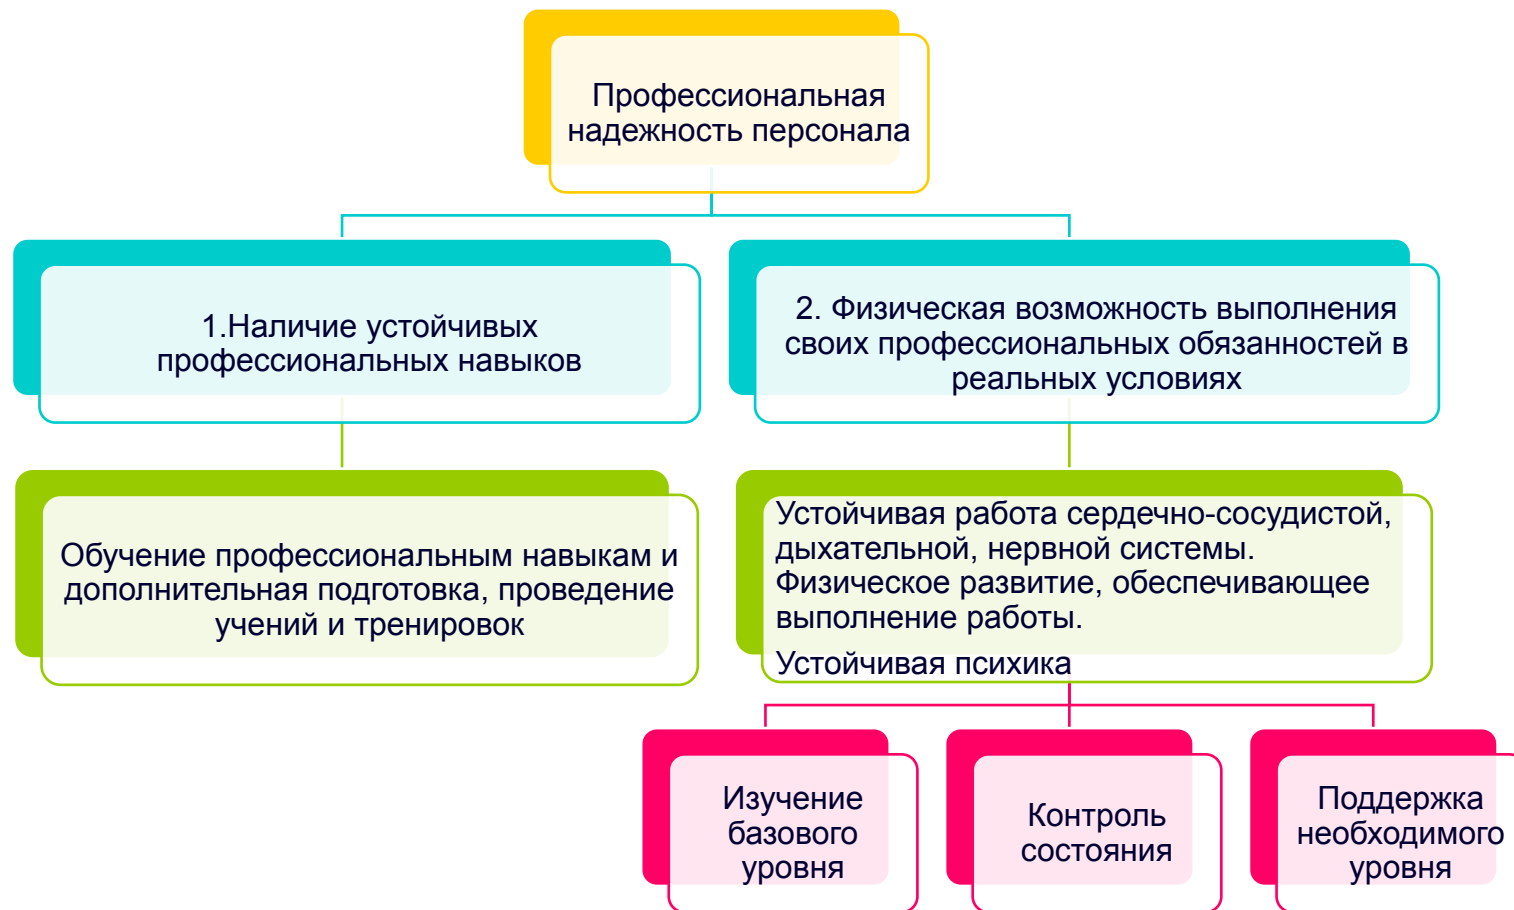 Профессиональная
надежность персонала
1.Наличие устойчивых
профессиональных навыков
2. Физическая возможность выполнения
своих профессиональных обязанностей в
реальных условиях
Обучение профессиональным навыкам и
дополнительная подготовка, проведение
учений и тренировок
Устойчивая работа сердечно-сосудистой,
дыхательной, нервной системы.
Физическое развитие, обеспечивающее
выполнение работы.
Устойчивая психика
Изучение
базового
уровня
Контроль
состояния
Поддержка
необходимого
уровня